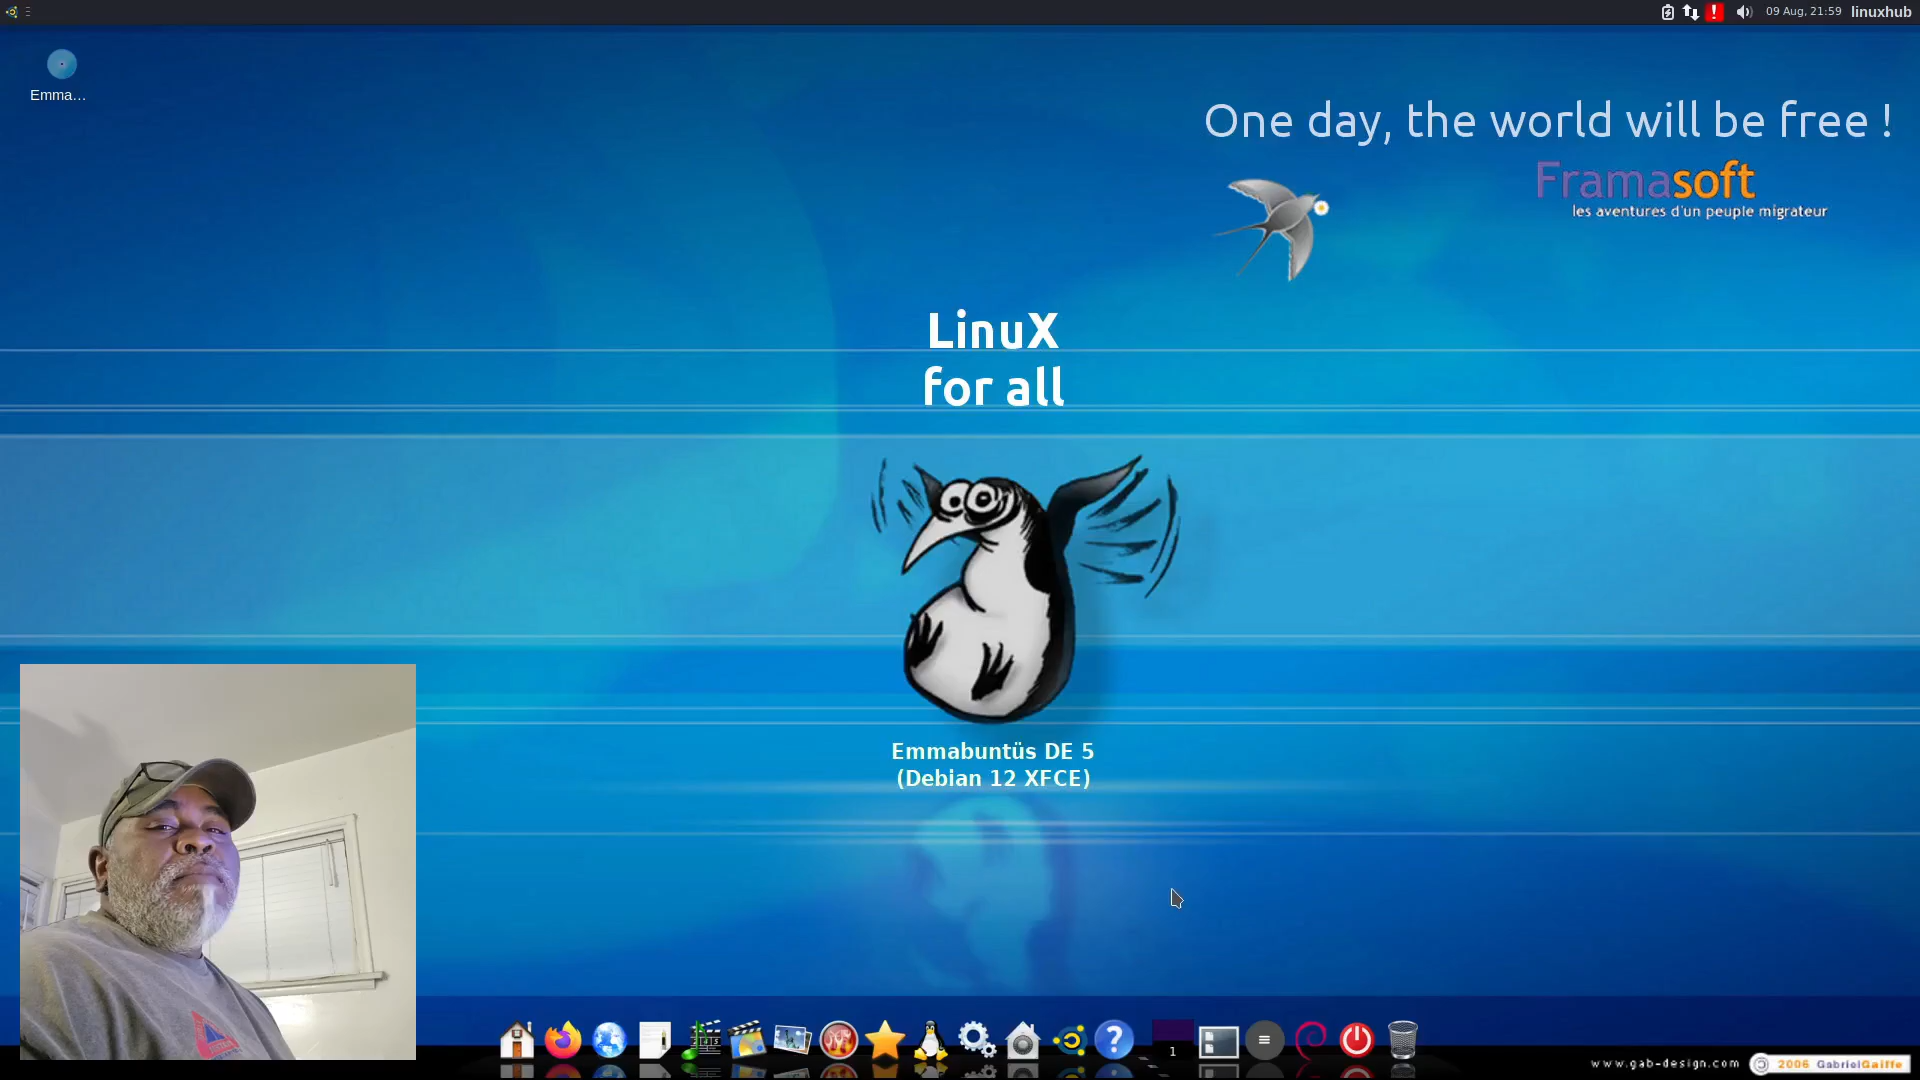 09 Aug, 21:59 linuxhub
Emma...
One day, the world will be free !
Framasoft
les aventures d'un peuple migrateur
LinuX
for all
Emmabuntüs DE 5
(Debian 12 XFCE)
1
www.gab-design.com © 2006 GabrielGaiffe